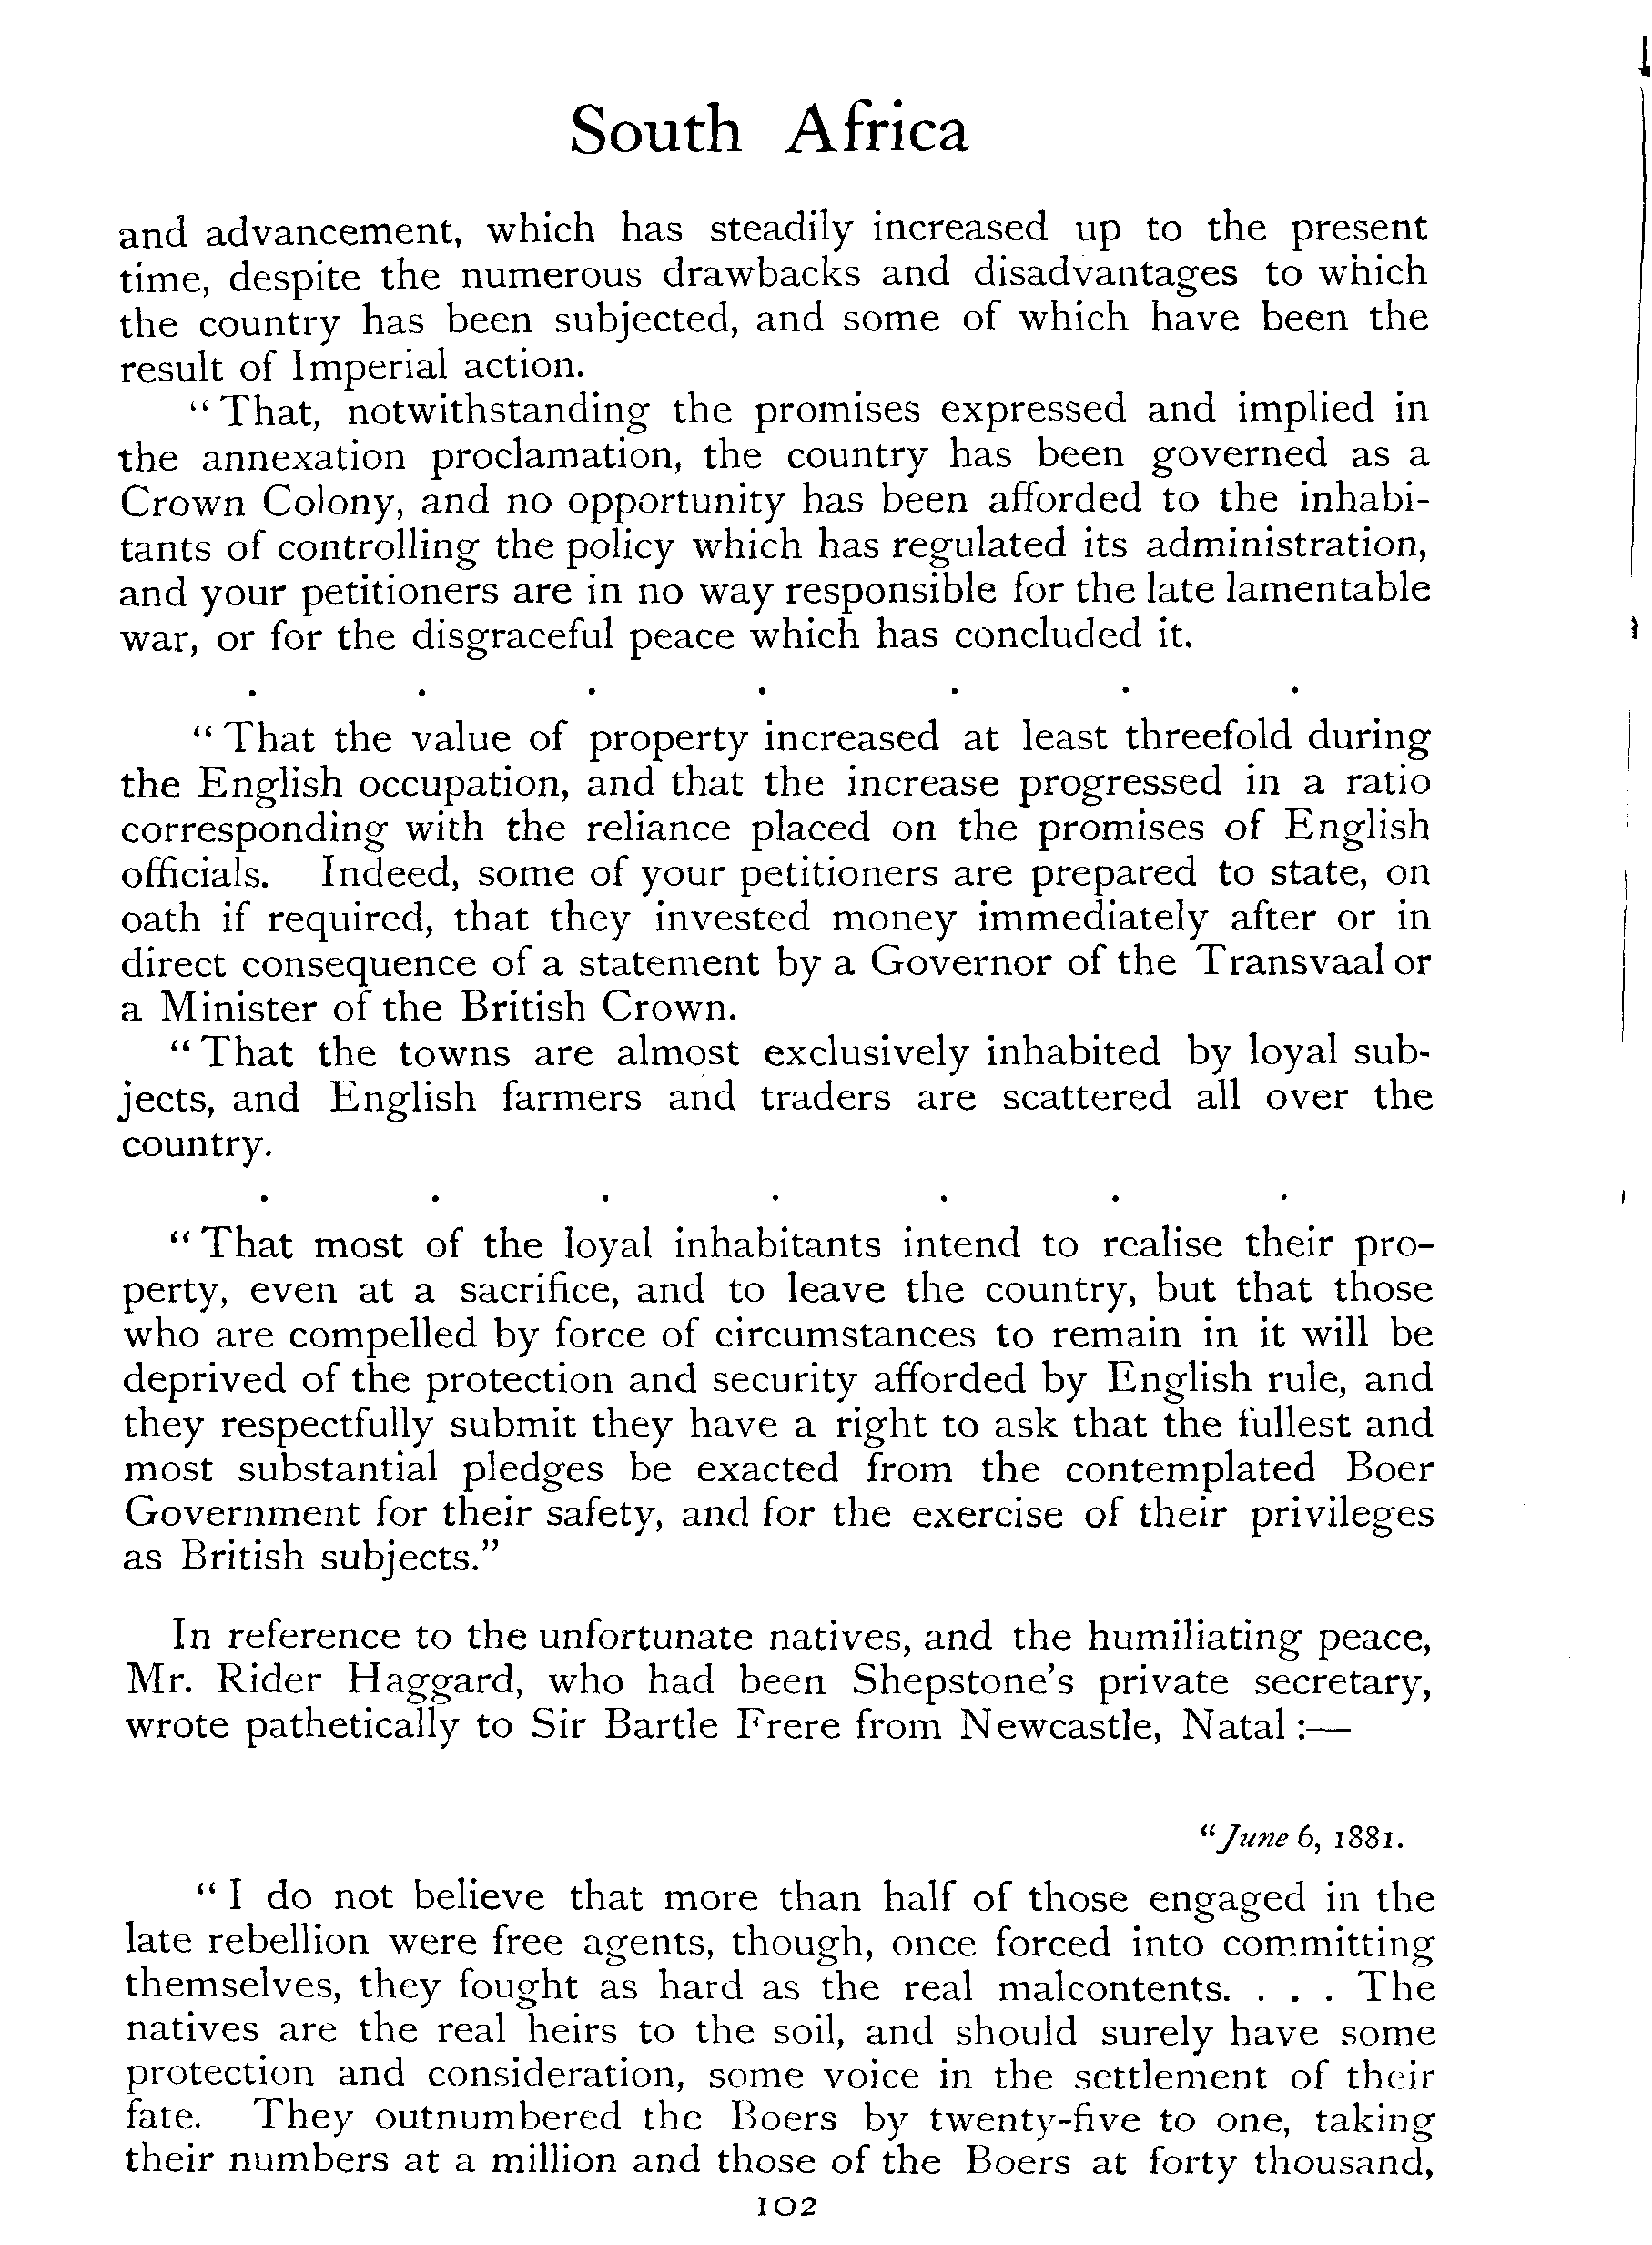 South Africa
and advancement, which has steadily increased up to the present
time, despite the numerous drawbacks and disadvantages to which
the country has been subjected, and some of which have been the
result of Imperial action.
"That, notwithstanding the promises expressed and implied in
the annexation proclamation, the country has been governed as a
Crown Colony, and no opportunity has been afforded to the inhabi-
tants of controlling the policy which has regulated its administration,
and your petitioners are in no way responsible for the late lamentable
war, or for the disgraceful peace which has concluded it.
. . . . . . .
"That the value of property increased at least threefold during
the English occupation, and that the increase progressed in a ratio
corresponding with the reliance placed on the promises of English
officials. Indeed, some of your petitioners are prepared to state, on
oath if required, that they invested money immediately after or in
direct consequence of a statement by a Governor of the Transvaal or
a Minister of the British Crown.
"That the towns are almost exclusively inhabited by loyal sub-
jects, and English farmers and traders are scattered all over the
country.
. . . . . . .
"That most of the loyal inhabitants intend to realise their pro-
perty, even at a sacrifice, and to leave the country, but that those
who are compelled by force of circumstances to remain in it will be
deprived of the protection and security afforded by English rule, and
they respectfully submit they have a right to ask that the fullest and
most substantial pledges be exacted from the contemplated Boer
Government for their safety, and for the exercise of their privileges
as British subjects."
In reference to the unfortunate natives, and the humiliating peace,
Mr. Rider Haggard, who had been Shepstone's private secretary,
wrote pathetically to Sir Bartle Frere from Newcastle, Natal:—
"June 6, 1881.
"I do not believe that more than half of those engaged in the
late rebellion were free agents, though, once forced into committing
themselves, they fought as hard as the real malcontents. . . . The
natives are the real heirs to the soil, and should surely have some
protection and consideration, some voice in the settlement of their
fate. They outnumbered the Boers by twenty-five to one, taking
their numbers at a million and those of the Boers at forty thousand,
102